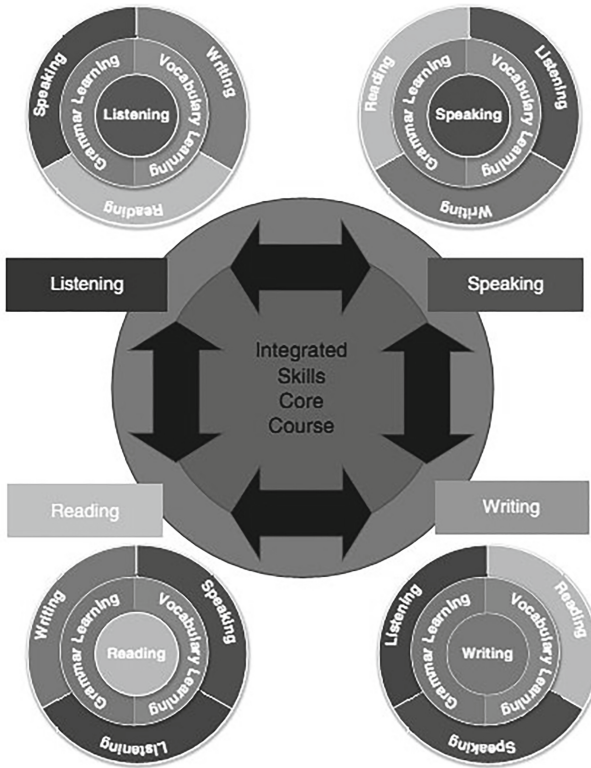 Speaking
Writing
Grammar Learning
Vocabulary Learning
Listening
Reading
Reading
Listening
Grammar Learning
Vocabulary Learning
Speaking
Writing
Listening
Speaking
Integrated
Skills
Core
Course
Reading
Writing
Writing
Speaking
Grammar Learning
Vocabulary Learning
Reading
Listening
Listening
Reading
Grammar Learning
Vocabulary Learning
Writing
Speaking